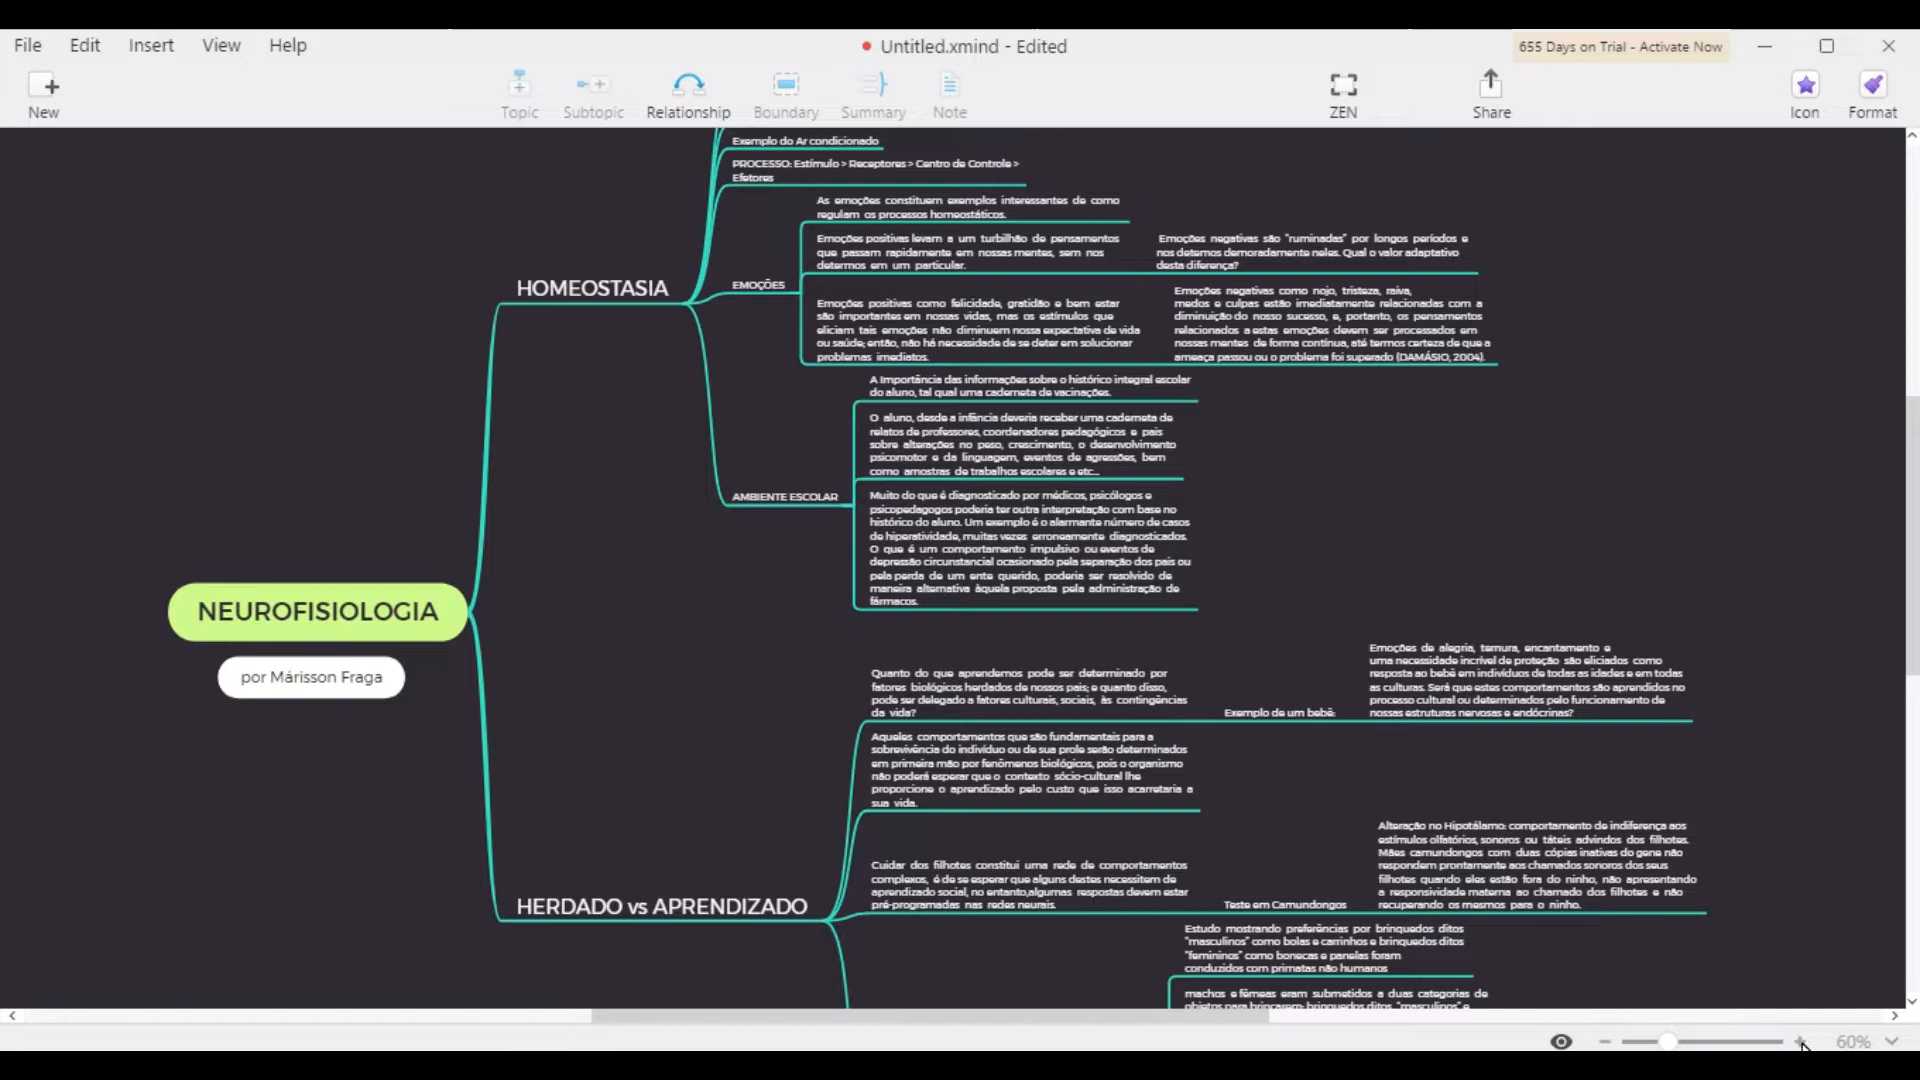 File Edit Insert View Help
Untitled.xmind - Edited
655 Days on Trial - Activate Now
New
Topic Subtopic Relationship Boundary Summary Note
ZEN
Share
Icon Format
Exemplo do Ar condicionado
PROCESSO: Estímulo > Receptores > Centro de Controle >
Efetores
As emoções constituem exemplos interessantes de como
regulam os processos homeostáticos.
Emoções positivas levam a um turbilhão de pensamentos
que passam rapidamente em nossas mentes, sem nos
determos em um particular.
Emoções negativas são "ruminadas" por longos períodos e
nos detemos demoradamente neles. Qual o valor adaptativo
desta diferença?
HOMEOSTASIA
EMOÇÕES
Emoções positivas como felicidade, gratidão e bem estar
são importantes em nossas vidas, mas os estímulos que
eliciam tais emoções não diminuem nossa expectativa de vida
ou saúde; então, não há necessidade de se deter em solucionar
problemas imediatos.
Emoções negativas como nojo, tristeza, raiva,
medos e culpas estão imediatamente relacionadas com a
diminuição do nosso sucesso, e, portanto, os pensamentos
relacionados a estas emoções devem ser processados em
nossas mentes de forma contínua, até termos certeza de que a
ameaça passou ou o problema foi superado (DAMÁSIO, 2004).
A Importância das informações sobre o histórico integral escolar
do aluno, tal qual uma caderneta de vacinações.
O aluno, desde a infância deveria receber uma caderneta de
relatos de professores, coordenadores pedagógicos e pais
sobre alterações no peso, crescimento, o desenvolvimento
psicomotor e da linguagem, eventos de agressões, bem
como amostras de trabalhos escolares e etc...
AMBIENTE ESCOLAR
Muito do que é diagnosticado por médicos, psicólogos e
psicopedagogos poderia ter outra interpretação com base no
histórico do aluno. Um exemplo é o alarmante número de casos
de hiperatividade, muitas vezes erroneamente diagnosticados.
O que é um comportamento impulsivo ou eventos de
depressão circunstancial ocasionado pela separação dos pais ou
pela perda de um ente querido, poderia ser resolvido de
maneira alternativa àquela proposta pela administração de
fármacos.
NEUROFISIOLOGIA
por Márisson Fraga
Quanto do que aprendemos pode ser determinado por
fatores biológicos herdados de nossos pais; e quanto disso,
pode ser delegado a fatores culturais, sociais, às contingências
da vida?
Exemplo de um bebê:
Emoções de alegria, ternura, encantamento e
uma necessidade incrível de proteção são eliciados como
resposta ao bebê em indivíduos de todas as idades e em todas
as culturas. Será que estes comportamentos são aprendidos no
processo cultural ou determinados pelo funcionamento de
nossas estruturas nervosas e endócrinas?
Aqueles comportamentos que são fundamentais para a
sobrevivência do indivíduo ou de sua prole serão determinados
em primeira mão por fenômenos biológicos, pois o organismo
não poderá esperar que o contexto sócio-cultural lhe
proporcione o aprendizado pelo custo que isso acarretaria a
sua vida.
HERDADO vs APRENDIZADO
Cuidar dos filhotes constitui uma rede de comportamentos
complexos, é de se esperar que alguns destes necessitem de
aprendizado social, no entanto,algumas respostas devem estar
pré-programadas nas redes neurais.
Teste em Camundongos
Alteração no Hipotálamo: comportamento de indiferença aos
estímulos olfatórios, sonoros ou táteis advindos dos filhotes.
Mães camundongos com duas cópias inativas do gene não
respondem prontamente aos chamados sonoros dos seus
filhotes quando eles estão fora do ninho, não apresentando
a responsividade materna ao chamado dos filhotes e não
recuperando os mesmos para o ninho.
Estudo mostrando preferências por brinquedos ditos
"masculinos" como bolas e carrinhos e brinquedos ditos
"femininos" como bonecas e panelas foram
conduzidos com primatas não humanos
machos e fêmeas eram submetidos a duas categorias de
objetos para brincarem: brinquedos ditos, "masculinos" e
60%